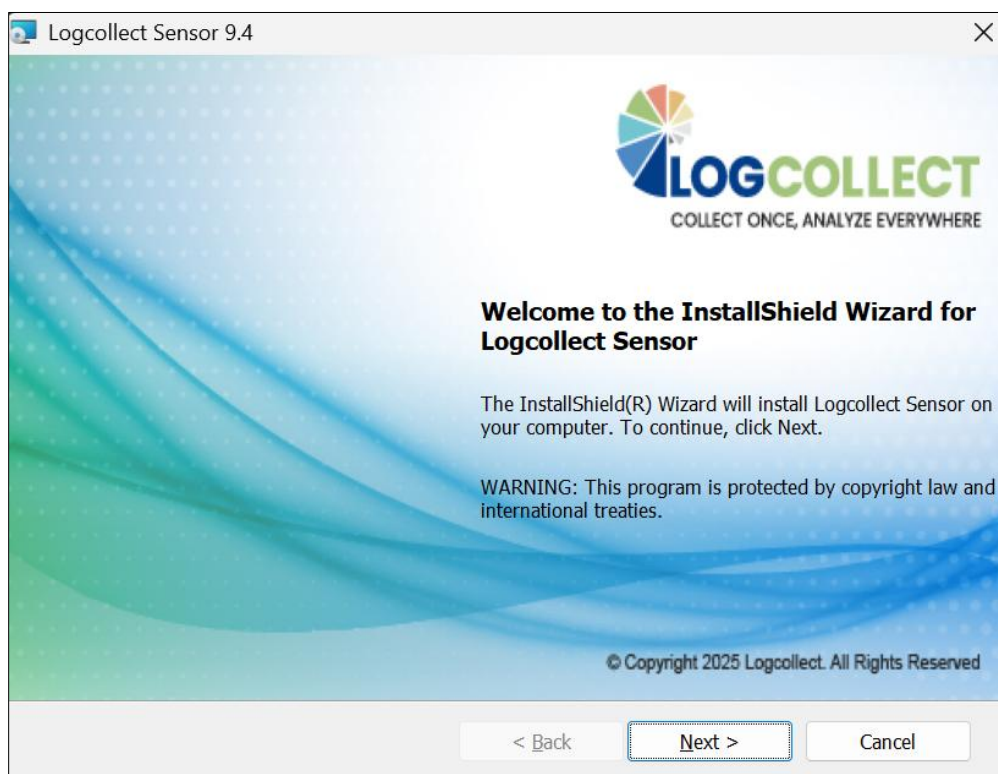 Logcollect Sensor 9.4
LOGCOLLECT
COLLECT ONCE, ANALYZE EVERYWHERE
Welcome to the InstallShield Wizard for
Logcollect Sensor
The InstallShield(R) Wizard will install Logcollect Sensor on
your computer. To continue, click Next.
WARNING: This program is protected by copyright law and
international treaties.
© Copyright 2025 Logcollect. All Rights Reserved
< Back
Next >
Cancel